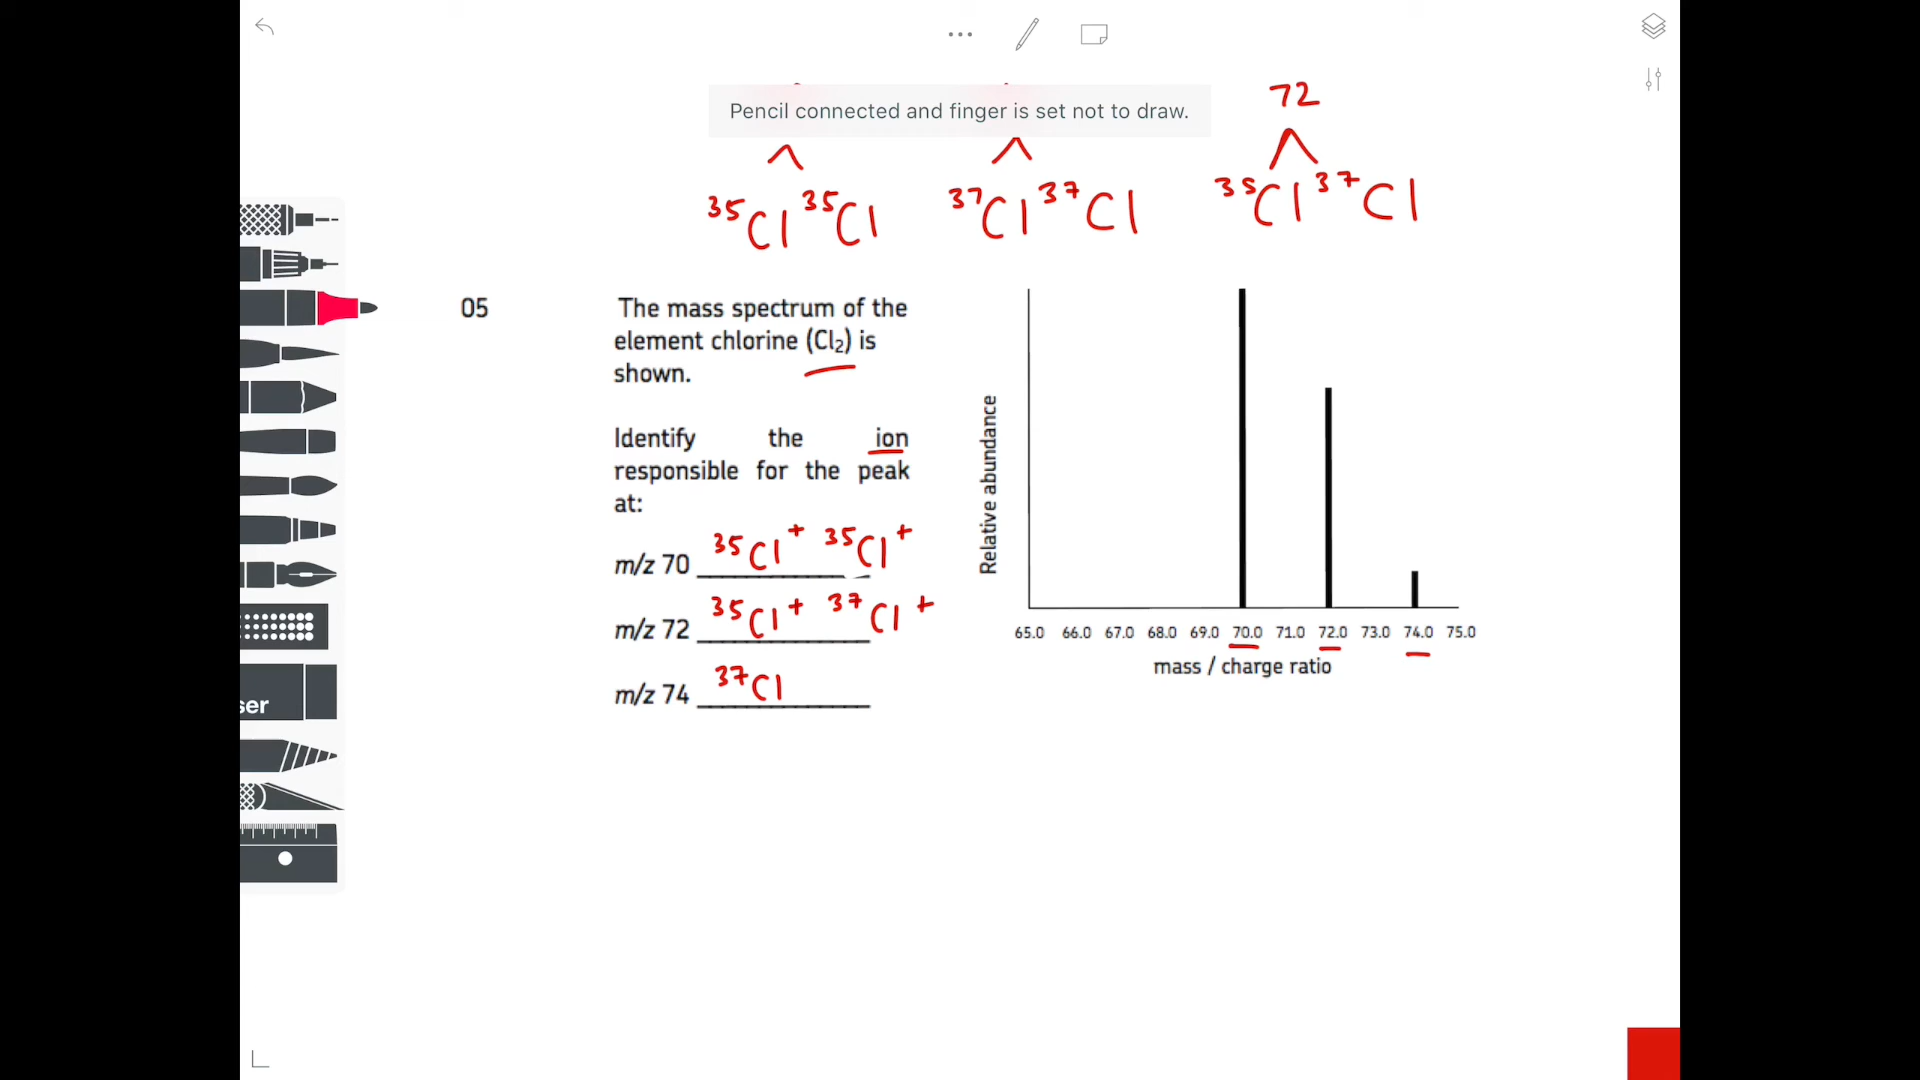 72
Pencil connected and finger is set not to draw.
³⁵Cl ³⁵Cl ³⁷Cl ³⁷Cl ³⁵Cl ³⁷Cl
05 The mass spectrum of the
element chlorine (Cl₂) is
shown.
Identify the ion
responsible for the peak
at:
m/z 70 ³⁵Cl⁺ ³⁵Cl⁺
m/z 72 ³⁵Cl⁺ ³⁷Cl⁺
m/z 74 ³⁷Cl
Relative abundance
65.0 66.0 67.0 68.0 69.0 70.0 71.0 72.0 73.0 74.0 75.0
mass / charge ratio
ser